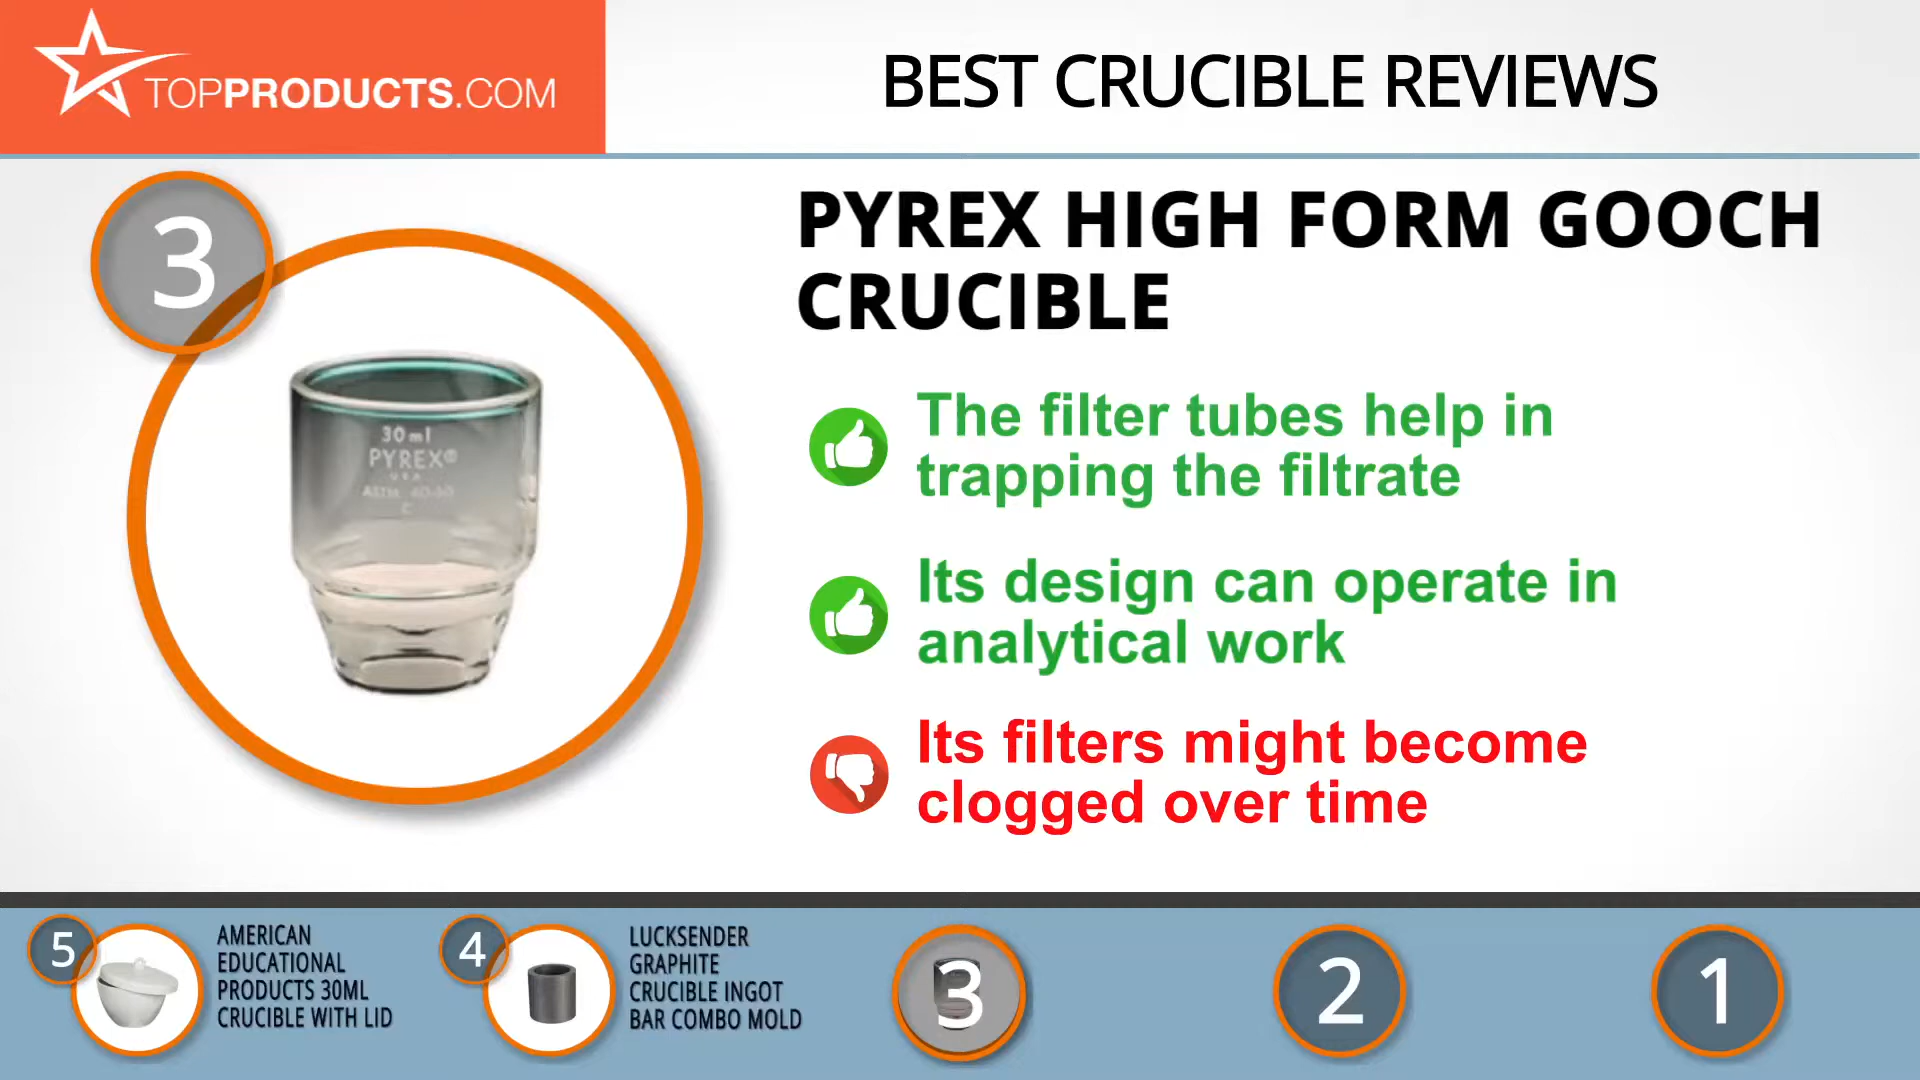 TOPPRODUCTS.COM
BEST CRUCIBLE REVIEWS
3
PYREX HIGH FORM GOOCH
CRUCIBLE
30ml
PYREX®
USA
The filter tubes help in
trapping the filtrate
Its design can operate in
analytical work
Its filters might become
clogged over time
5
AMERICAN
EDUCATIONAL
PRODUCTS 30ML
CRUCIBLE WITH LID
4
LUCKSENDER
GRAPHITE
CRUCIBLE INGOT
BAR COMBO MOLD
3
2
1